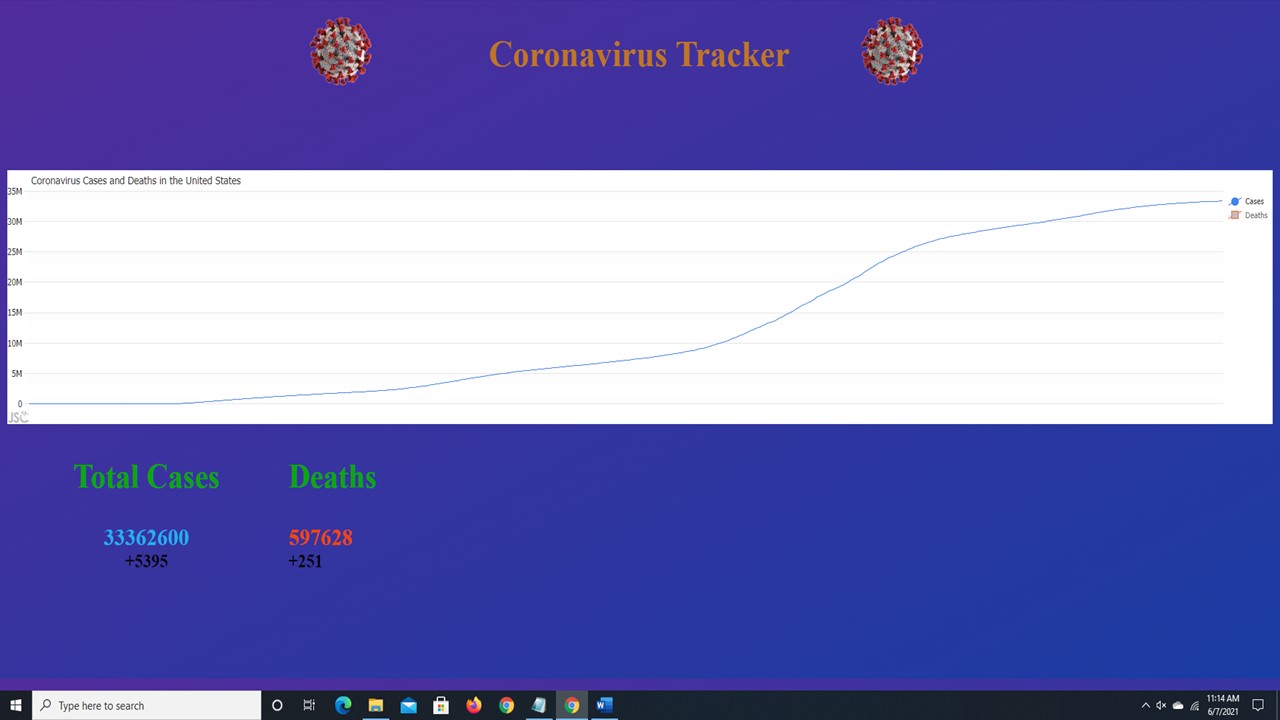 Coronavirus Tracker
Coronavirus Cases and Deaths in the United States
35M
30M
25M
20M
15M
10M
5M
0
Cases
Deaths
JSC
Total Cases
Deaths
33362600
597628
+5395
+251
Type here to search
11:14 AM
6/7/2021